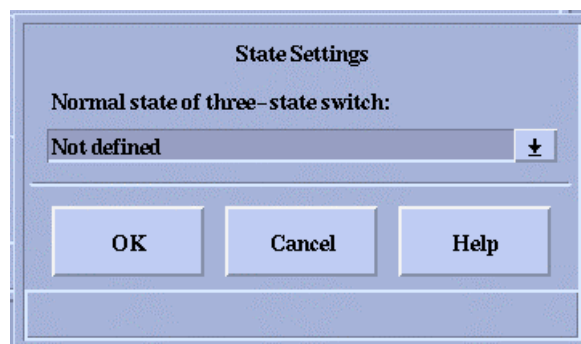 State Settings
Normal state of three-state switch:
Not defined
OK Cancel Help